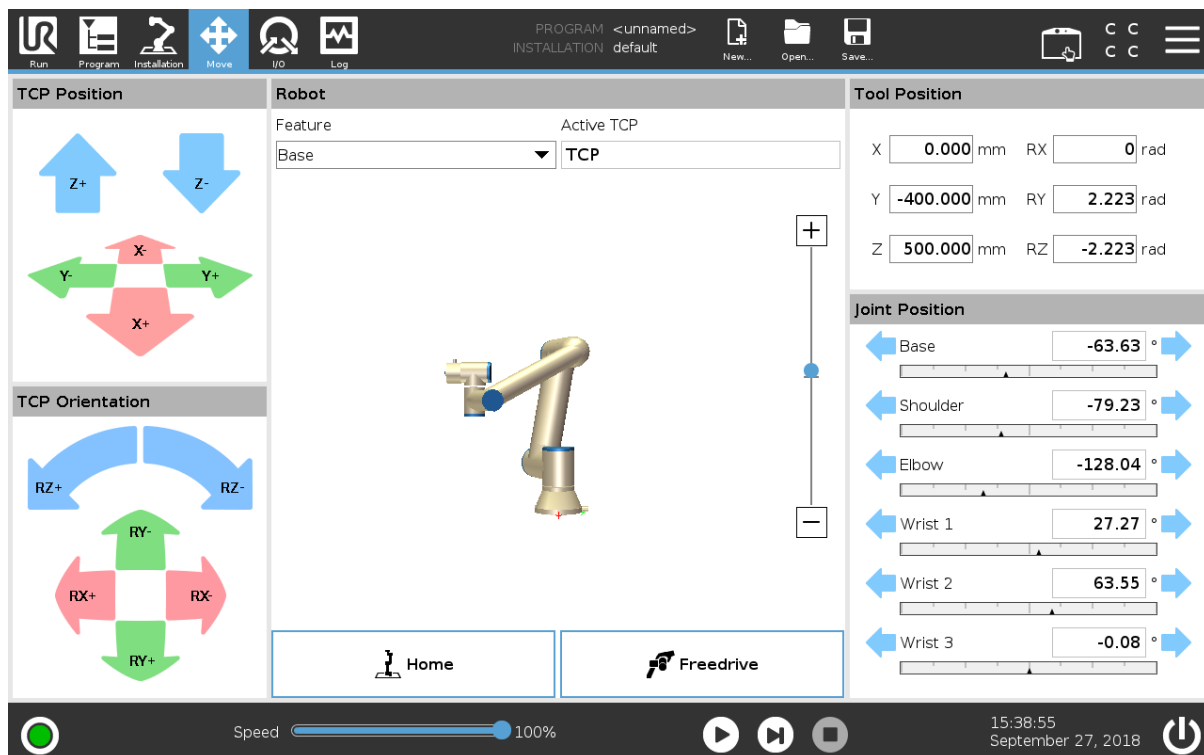 UR
Run
Program
Installation
Move
I/O
Log
PROGRAM <unnamed>
INSTALLATION default
New...
Open...
Save...
C C
C C
TCP Position
Z+
Z-
X-
Y-
Y+
X+
TCP Orientation
RZ+
RZ-
RY-
RX+
RX-
RY+
Robot
Feature
Active TCP
Base
TCP
+
−
Home
Freedrive
Tool Position
X 0.000 mm RX 0 rad
Y -400.000 mm RY 2.223 rad
Z 500.000 mm RZ -2.223 rad
Joint Position
Base -63.63 °
Shoulder -79.23 °
Elbow -128.04 °
Wrist 1 27.27 °
Wrist 2 63.55 °
Wrist 3 -0.08 °
Speed 100%
15:38:55
September 27, 2018